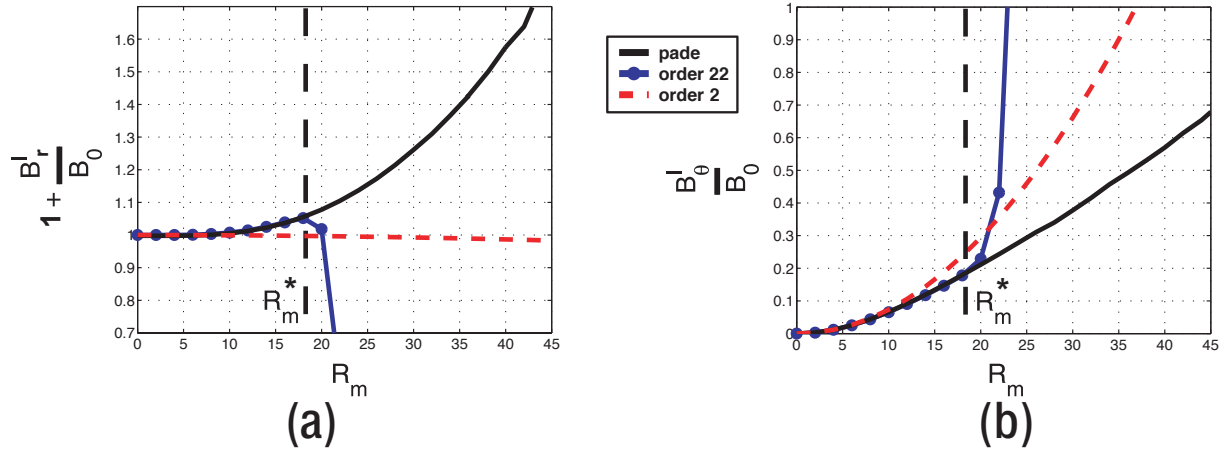 1.6
1.5
1.4
1.3
1.2
1.1
1
0.9
0.8
0.7
0 5 10 15 20 25 30 35 40 45
1 + B_r^I / B_0
R_m^*
R_m
(a)
pade
order 22
order 2
1
0.9
0.8
0.7
0.6
0.5
0.4
0.3
0.2
0.1
0
0 5 10 15 20 25 30 35 40 45
B_θ^I / B_0
R_m^*
R_m
(b)